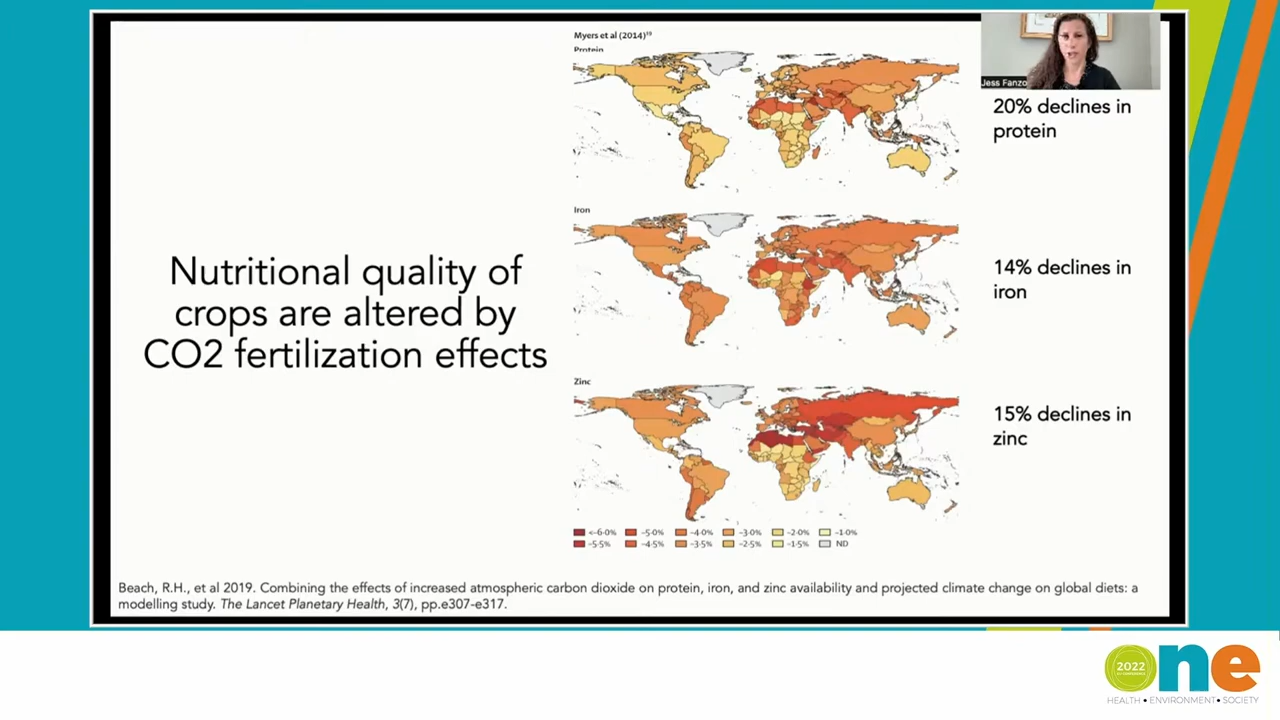 Myers et al (2014)¹⁹
Protein
Jess Fanzo
20% declines in
protein
Iron
Nutritional quality of
crops are altered by
CO2 fertilization effects
14% declines in
iron
Zinc
15% declines in
zinc
<–6·0% –5·0% –4·0% –3·0% –2·0% –1·0%
–5·5% –4·5% –3·5% –2·5% –1·5% ND
Beach, R.H., et al 2019. Combining the effects of increased atmospheric carbon dioxide on protein, iron, and zinc availability and projected climate change on global diets: a
modelling study. The Lancet Planetary Health, 3(7), pp.e307-e317.
2022
one
HEALTH • ENVIRONMENT • SOCIETY